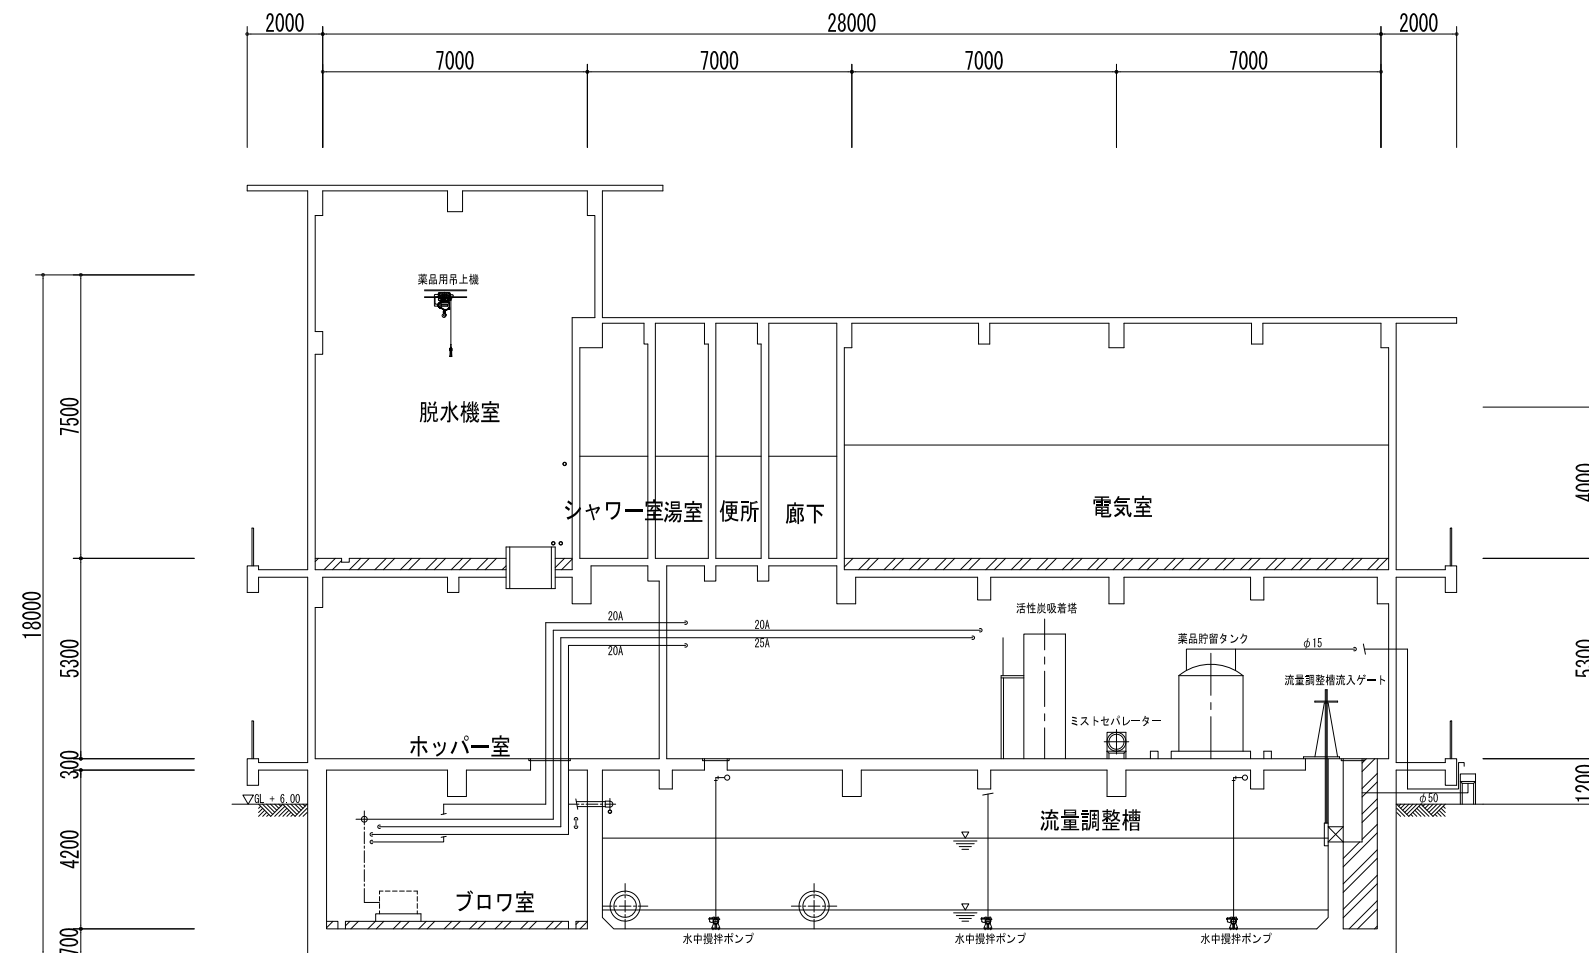 2000
28000
2000
7000
7000
7000
7000
薬品用吊上機
脱水機室
7500
4000
シャワー室
湯室
便所
廊下
電気室
18000
20A
20A
25A
20A
活性炭吸着塔
薬品貯留タンク
φ15
5300
5300
流量調整槽流入ゲート
ミストセパレーター
ホッパー室
300
1200
GL + 6.00
φ50
流量調整槽
4200
ブロワ室
700
水中攪拌ポンプ
水中攪拌ポンプ
水中攪拌ポンプ